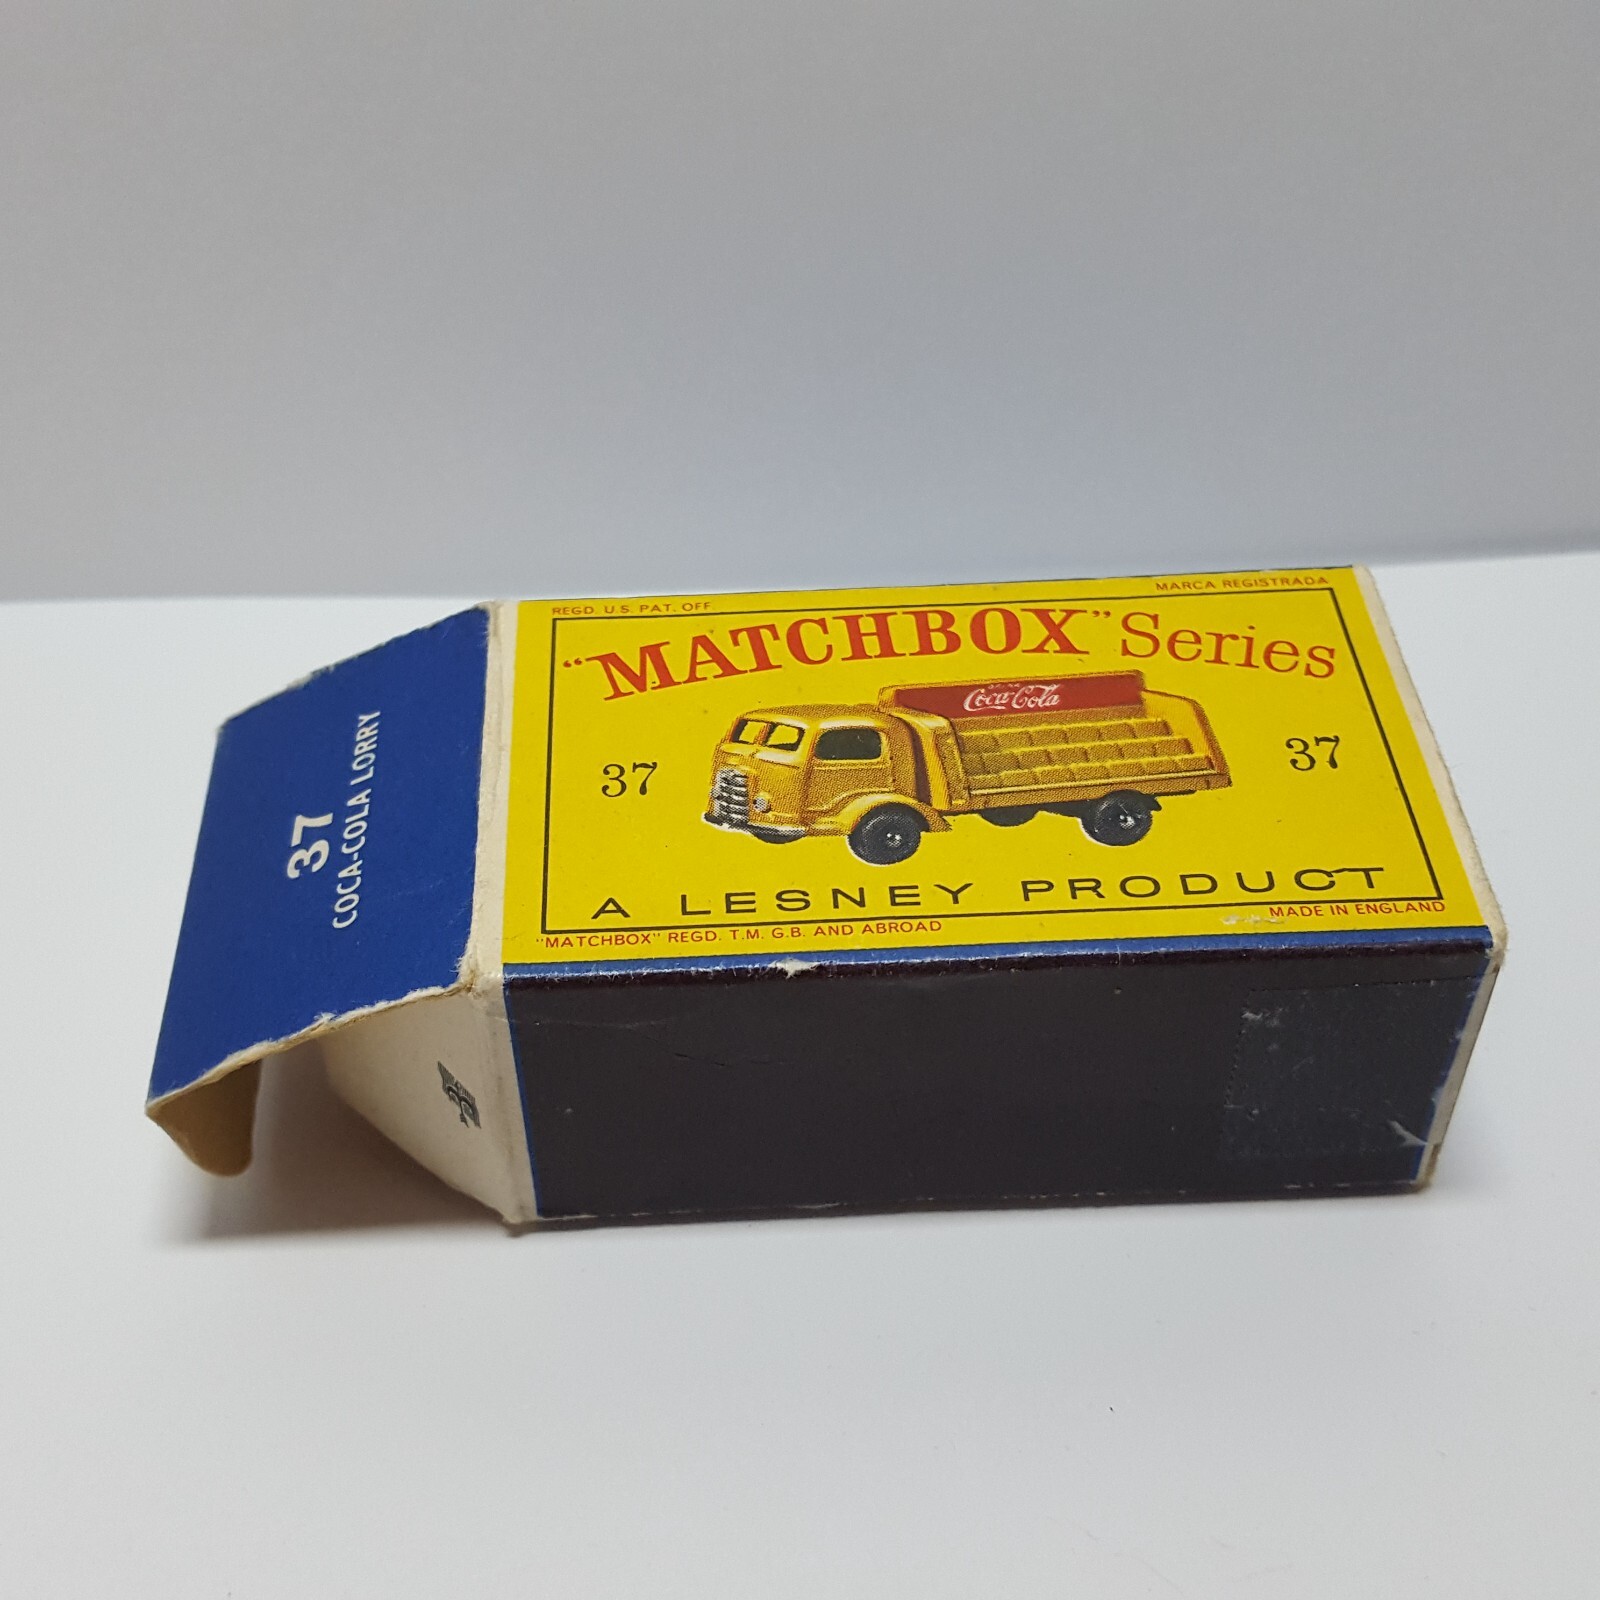 REGD. U.S. PAT. OFF.
MARCA REGISTRADA
"MATCHBOX" Series
Coca-Cola
37
37
A LESNEY PRODUCT
"MATCHBOX" REGD. T.M. G.B. AND ABROAD
MADE IN ENGLAND
37
COCA-COLA LORRY